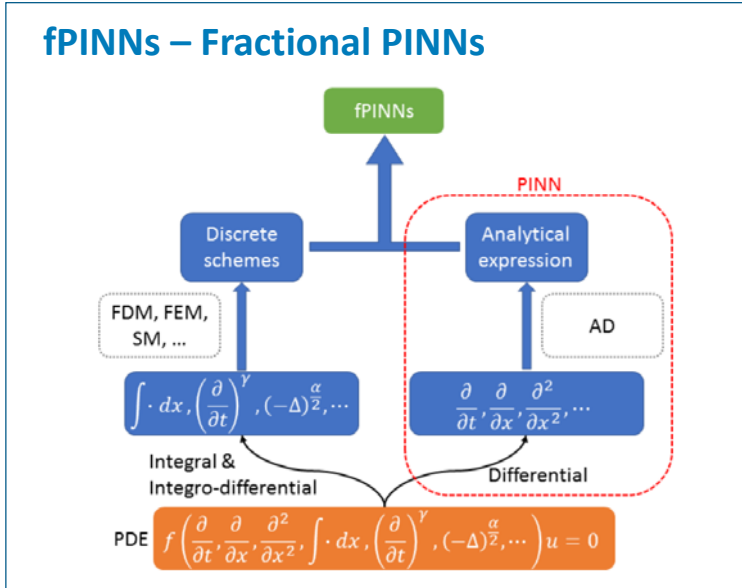 fPINNs – Fractional PINNs
fPINNs
PINN
Discrete
schemes
Analytical
expression
FDM, FEM,
SM, ...
AD
∫· dx, (∂/∂t)^γ, (−Δ)^(α/2), ⋯
∂/∂t, ∂/∂x, ∂²/∂x², ...
Integral &
Integro-differential
Differential
PDE f(∂/∂t, ∂/∂x, ∂²/∂x², ∫· dx, (∂/∂t)^γ, (−Δ)^(α/2), ⋯) u = 0